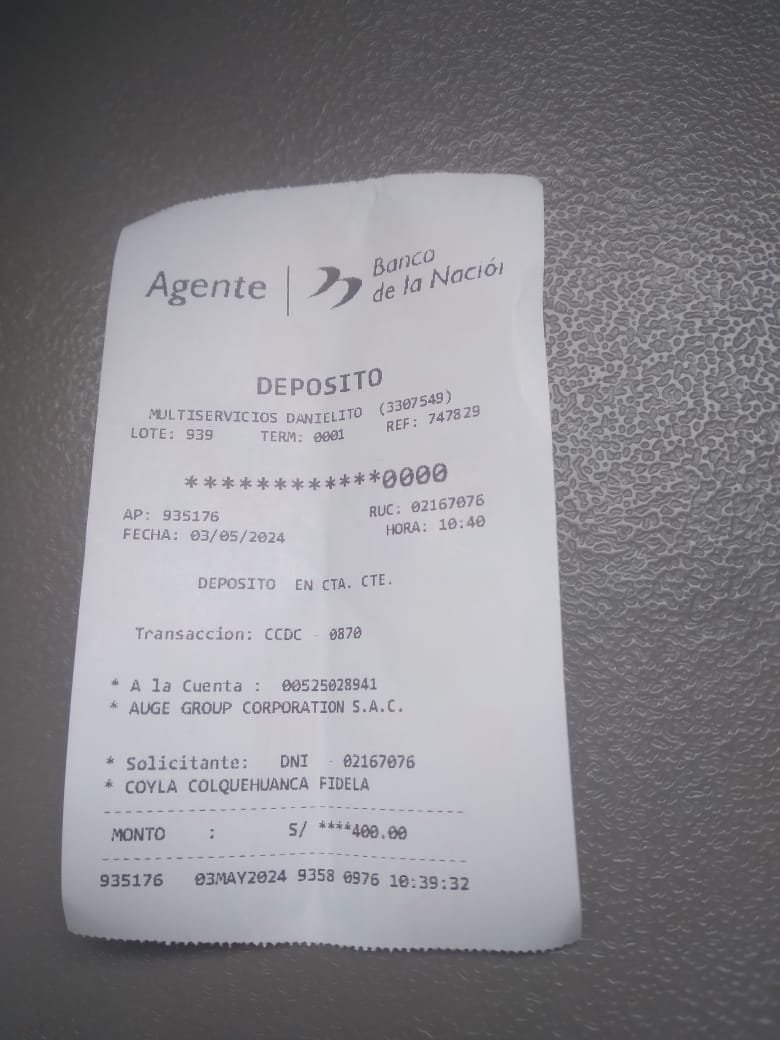 Agente
Banco
de la Nación
DEPOSITO
MULTISERVICIOS DANIELITO (3307549)
LOTE: 939 TERM: 0001 REF: 747829
************0000
AP: 935176 RUC: 02167076
FECHA: 03/05/2024 HORA: 10:40
DEPOSITO EN CTA. CTE.
Transaccion: CCDC - 0870
* A la Cuenta : 00525028941
* AUGE GROUP CORPORATION S.A.C.
* Solicitante: DNI - 02167076
* COYLA COLQUEHUANCA FIDELA
MONTO : S/ ****400.00
935176 03MAY2024 9358 0976 10:39:32